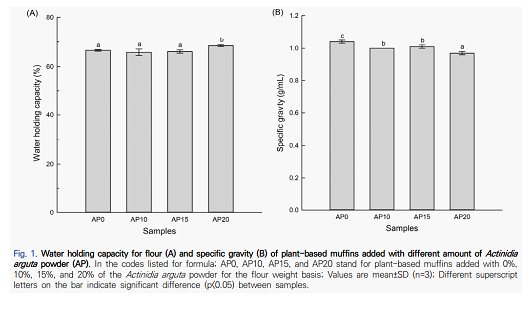 (A)
80
60
40
20
0
Water holding capacity (%)
a
a
a
b
AP0 AP10 AP15 AP20
Samples
(B)
1.2
1.0
0.8
0.6
0.4
0.2
0.0
Specific gravty (g/mL)
c
b
b
a
AP0 AP10 AP15 AP20
Samples
Fig. 1. Water holding capacity for flour (A) and specific gravity (B) of plant-based muffins added with different amount of Actinidia
arguta powder (AP). In the codes listed for formula; AP0, AP10, AP15, and AP20 stand for plant-based muffins added with 0%,
10%, 15%, and 20% of the Actinidia arguta powder for the flour weight basis; Values are mean±SD (n=3); Different superscript
letters on the bar indicate significant difference (p<0.05) between samples.